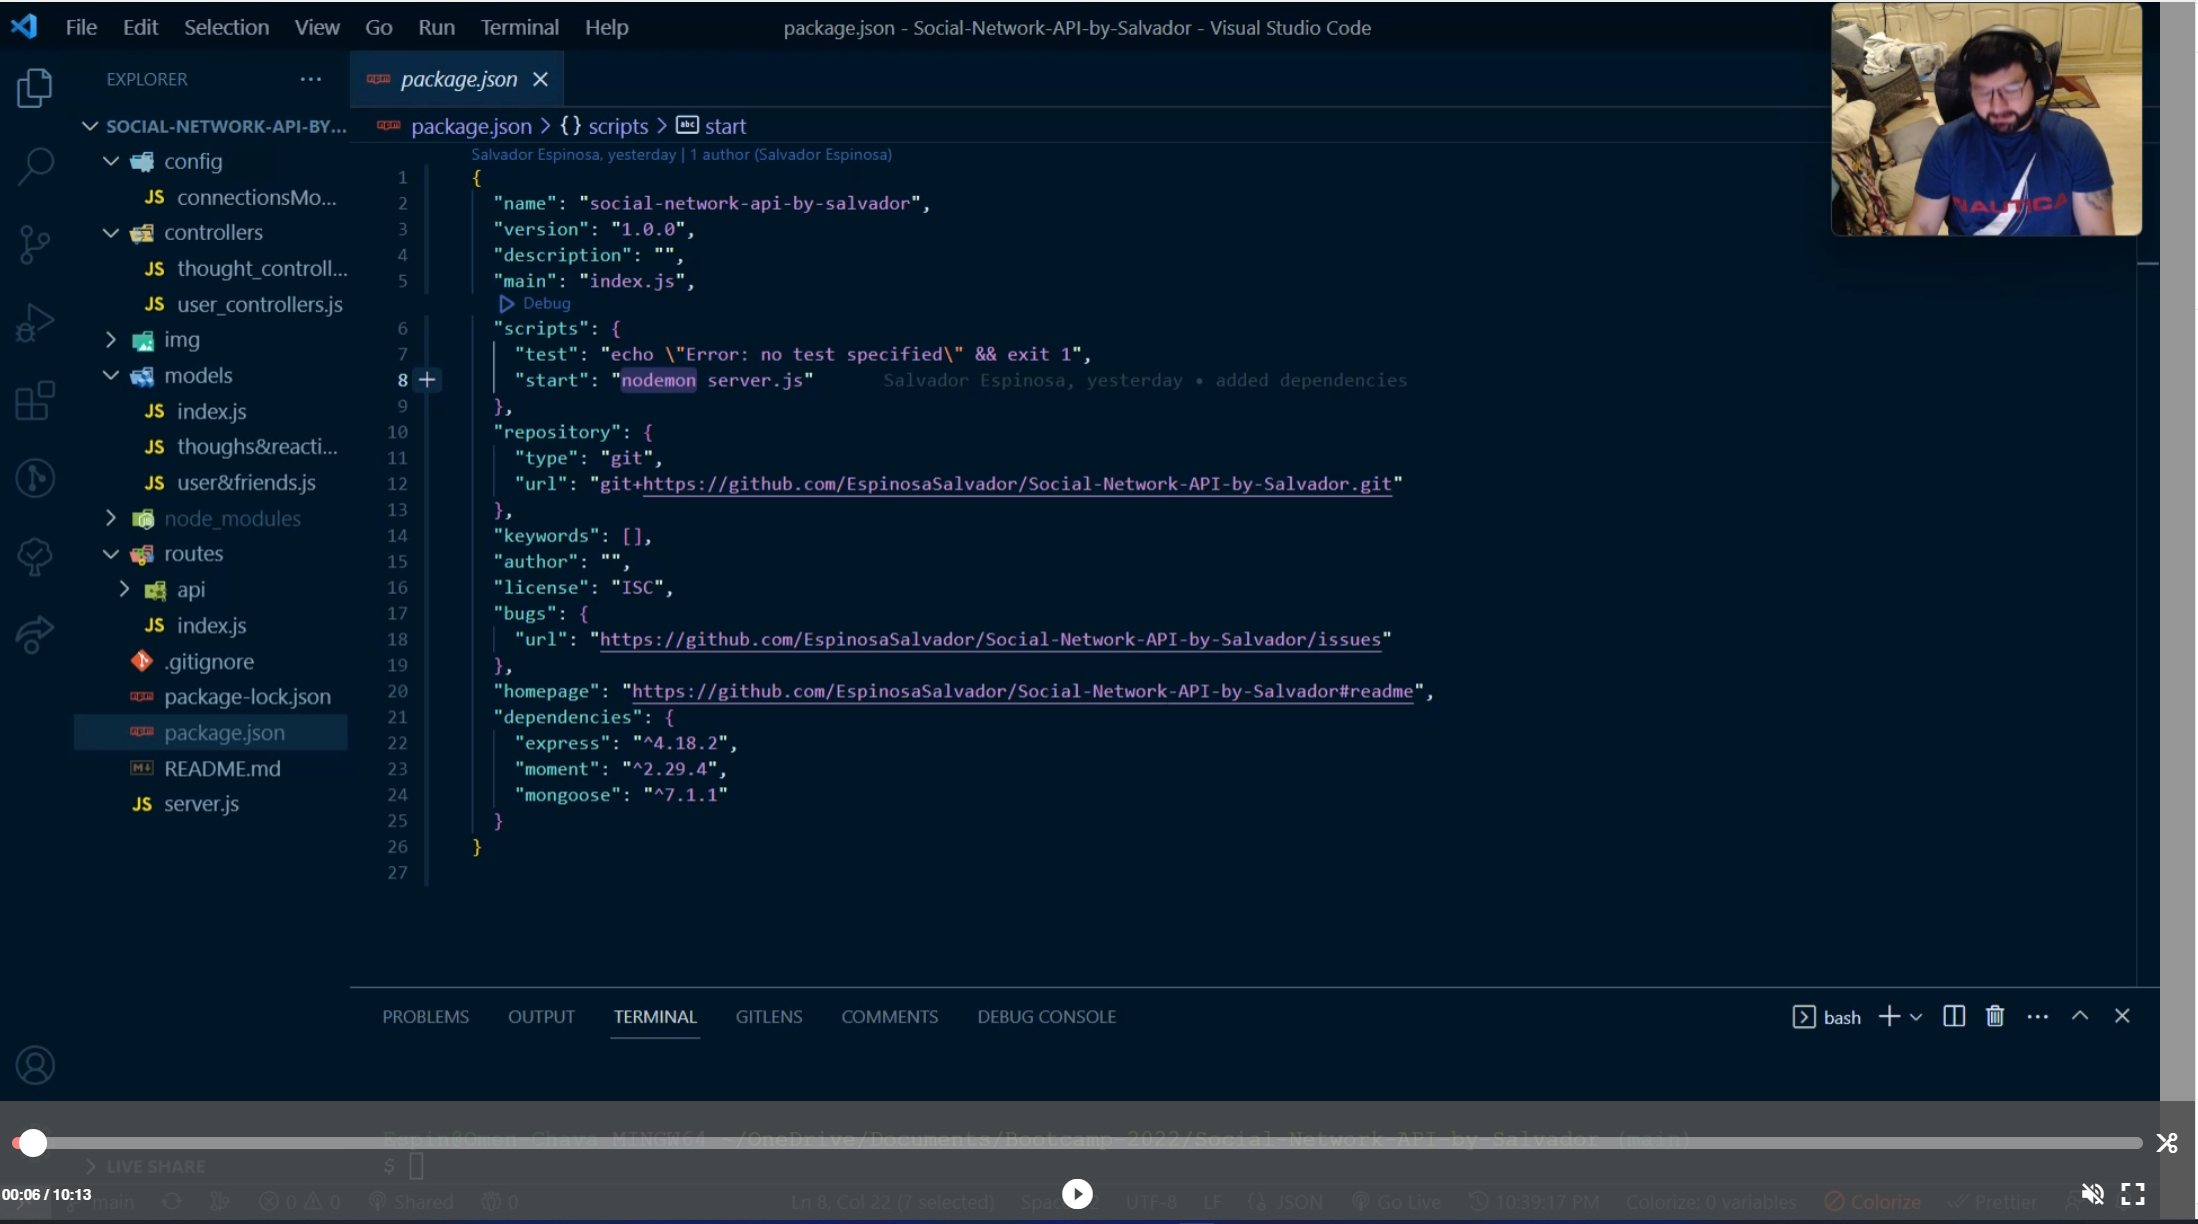 File Edit Selection View Go Run Terminal Help
package.json - Social-Network-API-by-Salvador - Visual Studio Code
EXPLORER
SOCIAL-NETWORK-API-BY...
config
JS connectionsMo...
controllers
JS thought_controll...
JS user_controllers.js
img
models
JS index.js
JS thoughs&reacti...
JS user&friends.js
node_modules
routes
api
JS index.js
.gitignore
package-lock.json
package.json
README.md
JS server.js
LIVE SHARE
package.json
package.json > {} scripts > abc start
Salvador Espinosa, yesterday | 1 author (Salvador Espinosa)
1 {
2 "name": "social-network-api-by-salvador",
3 "version": "1.0.0",
4 "description": "",
5 "main": "index.js",
Debug
6 "scripts": {
7 "test": "echo \"Error: no test specified\" && exit 1",
8 "start": "nodemon server.js" Salvador Espinosa, yesterday • added dependencies
9 },
10 "repository": {
11 "type": "git",
12 "url": "git+https://github.com/EspinosaSalvador/Social-Network-API-by-Salvador.git"
13 },
14 "keywords": [],
15 "author": "",
16 "license": "ISC",
17 "bugs": {
18 "url": "https://github.com/EspinosaSalvador/Social-Network-API-by-Salvador/issues"
19 },
20 "homepage": "https://github.com/EspinosaSalvador/Social-Network-API-by-Salvador#readme",
21 "dependencies": {
22 "express": "^4.18.2",
23 "moment": "^2.29.4",
24 "mongoose": "^7.1.1"
25 }
26 }
27
NAUTICA
PROBLEMS OUTPUT TERMINAL GITLENS COMMENTS DEBUG CONSOLE
bash
Espin@Omen-Chava MINGW64 ~/OneDrive/Documents/Bootcamp-2022/Social-Network-API-by-Salvador (main)
$
00:06 / 10:13
main 0 0 Shared 0 Ln 8, Col 22 (7 selected) UTF-8 LF {} JSON Go Live 10:39:17 PM Colorize: 0 variables Colorize Prettier